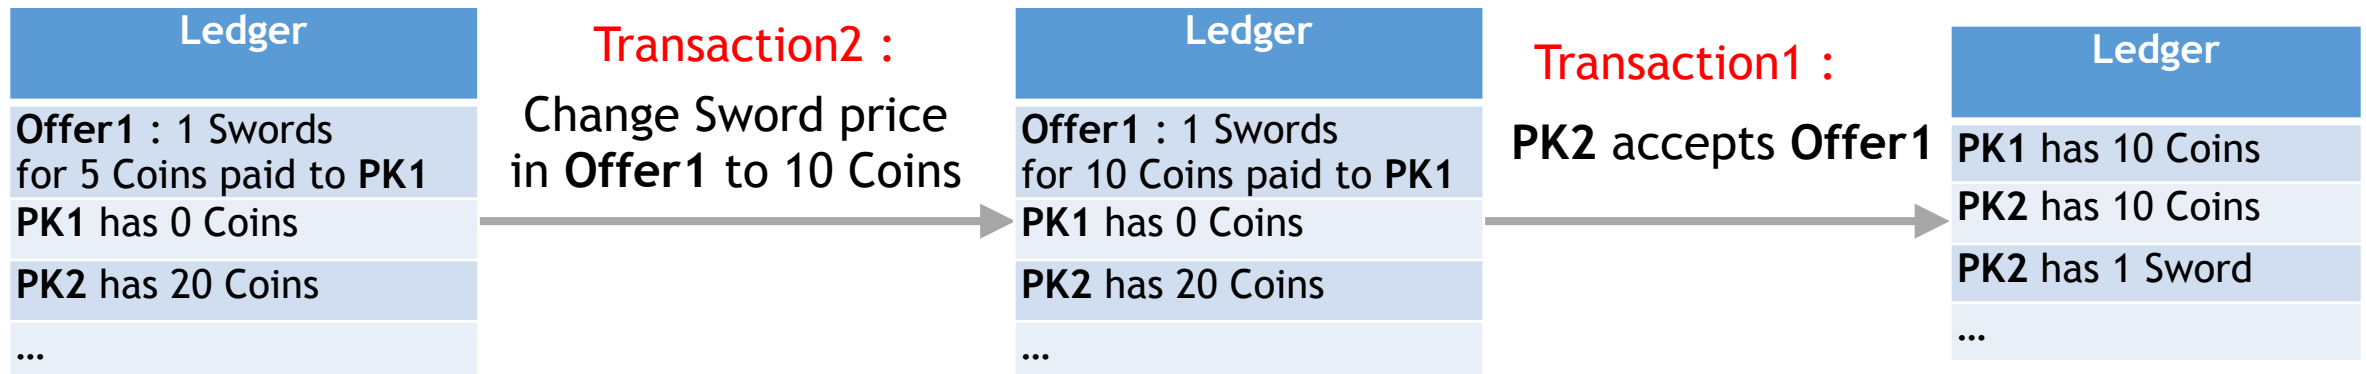 Ledger
Offer1 : 1 Swords
for 5 Coins paid to PK1
PK1 has 0 Coins
PK2 has 20 Coins
…
Transaction2 :
Change Sword price
in Offer1 to 10 Coins
Ledger
Offer1 : 1 Swords
for 10 Coins paid to PK1
PK1 has 0 Coins
PK2 has 20 Coins
…
Transaction1 :
PK2 accepts Offer1
Ledger
PK1 has 10 Coins
PK2 has 10 Coins
PK2 has 1 Sword
…